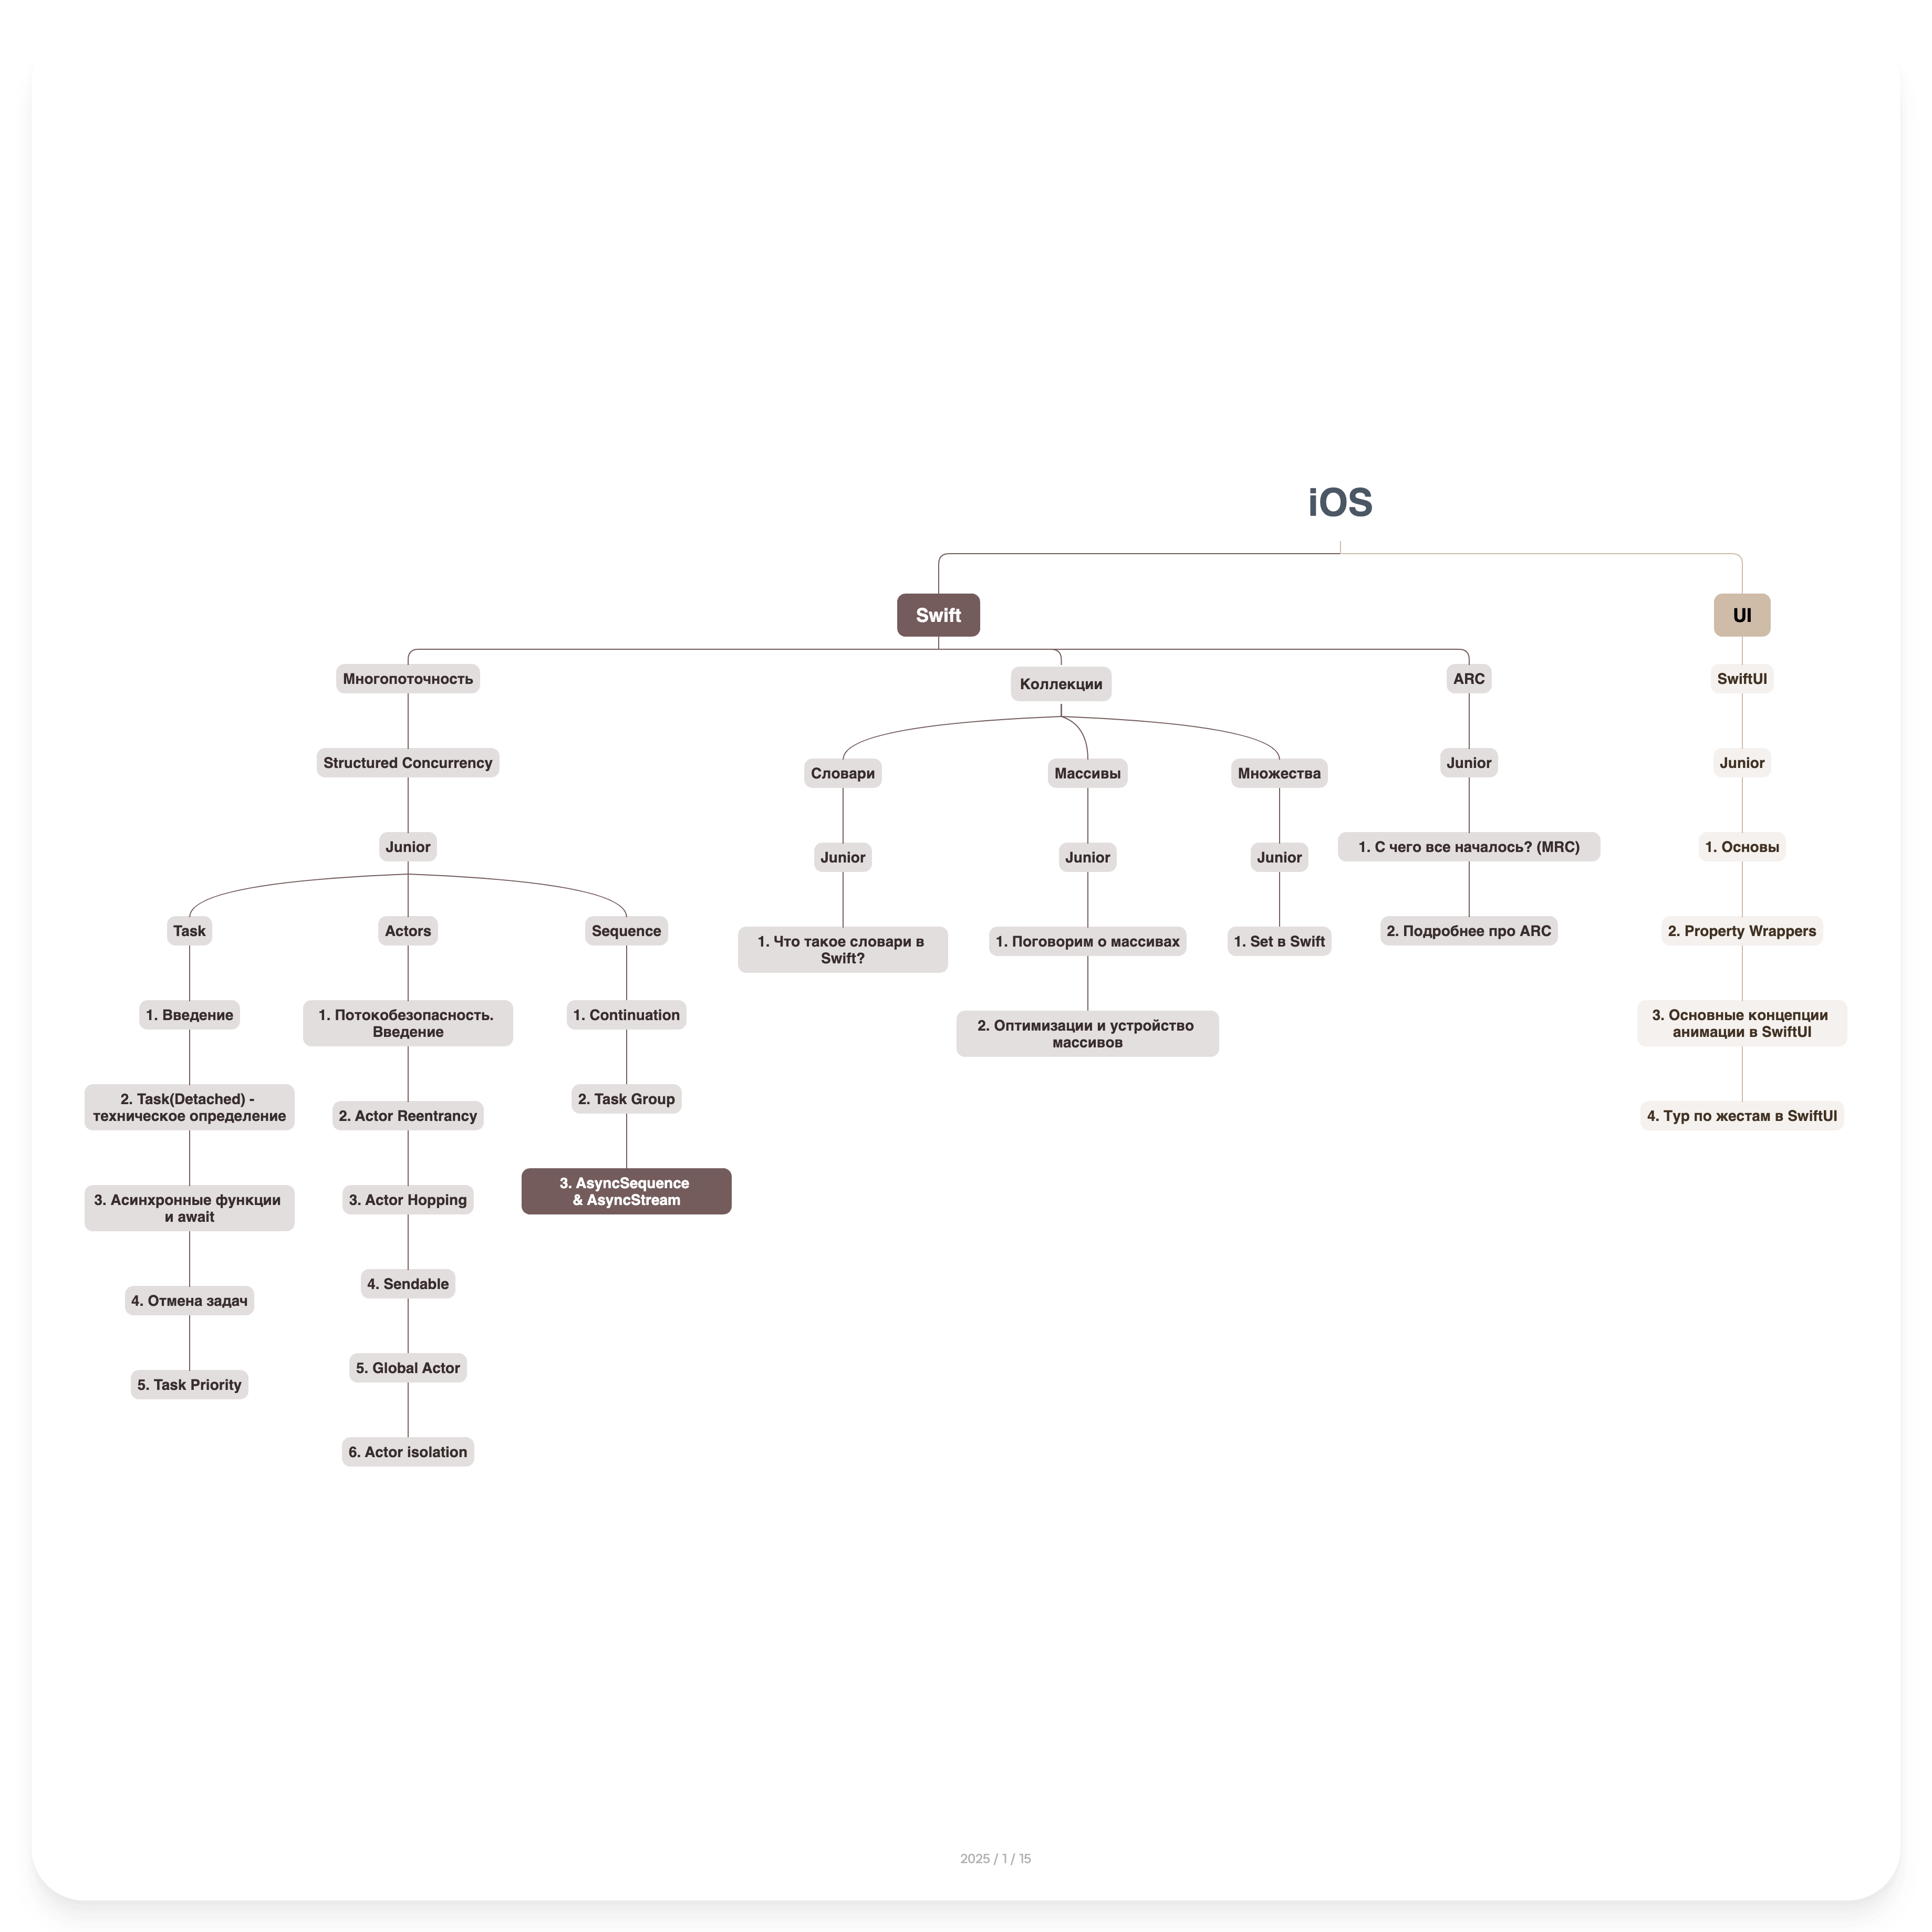 iOS
Swift
UI
Многопоточность
Коллекции
ARC
SwiftUI
Structured Concurrency
Словари
Массивы
Множества
Junior
Junior
Junior
Junior
Junior
Junior
1. С чего все началось? (MRC)
1. Основы
Task
Actors
Sequence
1. Что такое словари в
Swift?
1. Поговорим о массивах
1. Set в Swift
2. Подробнее про ARC
2. Property Wrappers
1. Введение
1. Потокобезопасность.
Введение
1. Continuation
2. Оптимизации и устройство
массивов
3. Основные концепции
анимации в SwiftUI
2. Task(Detached) -
техническое определение
2. Actor Reentrancy
2. Task Group
4. Тур по жестам в SwiftUI
3. Асинхронные функции
и await
3. Actor Hopping
3. AsyncSequence
& AsyncStream
4. Отмена задач
4. Sendable
5. Task Priority
5. Global Actor
6. Actor isolation
2025 / 1 / 15